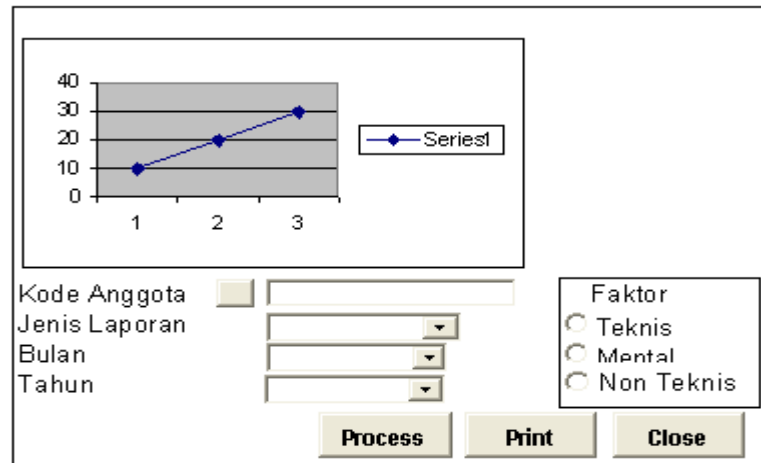 40
30
20
10
0
1 2 3
Series1
Kode Anggota
Jenis Laporan
Bulan
Tahun
Faktor
Teknis
Mental
Non Teknis
Process Print Close